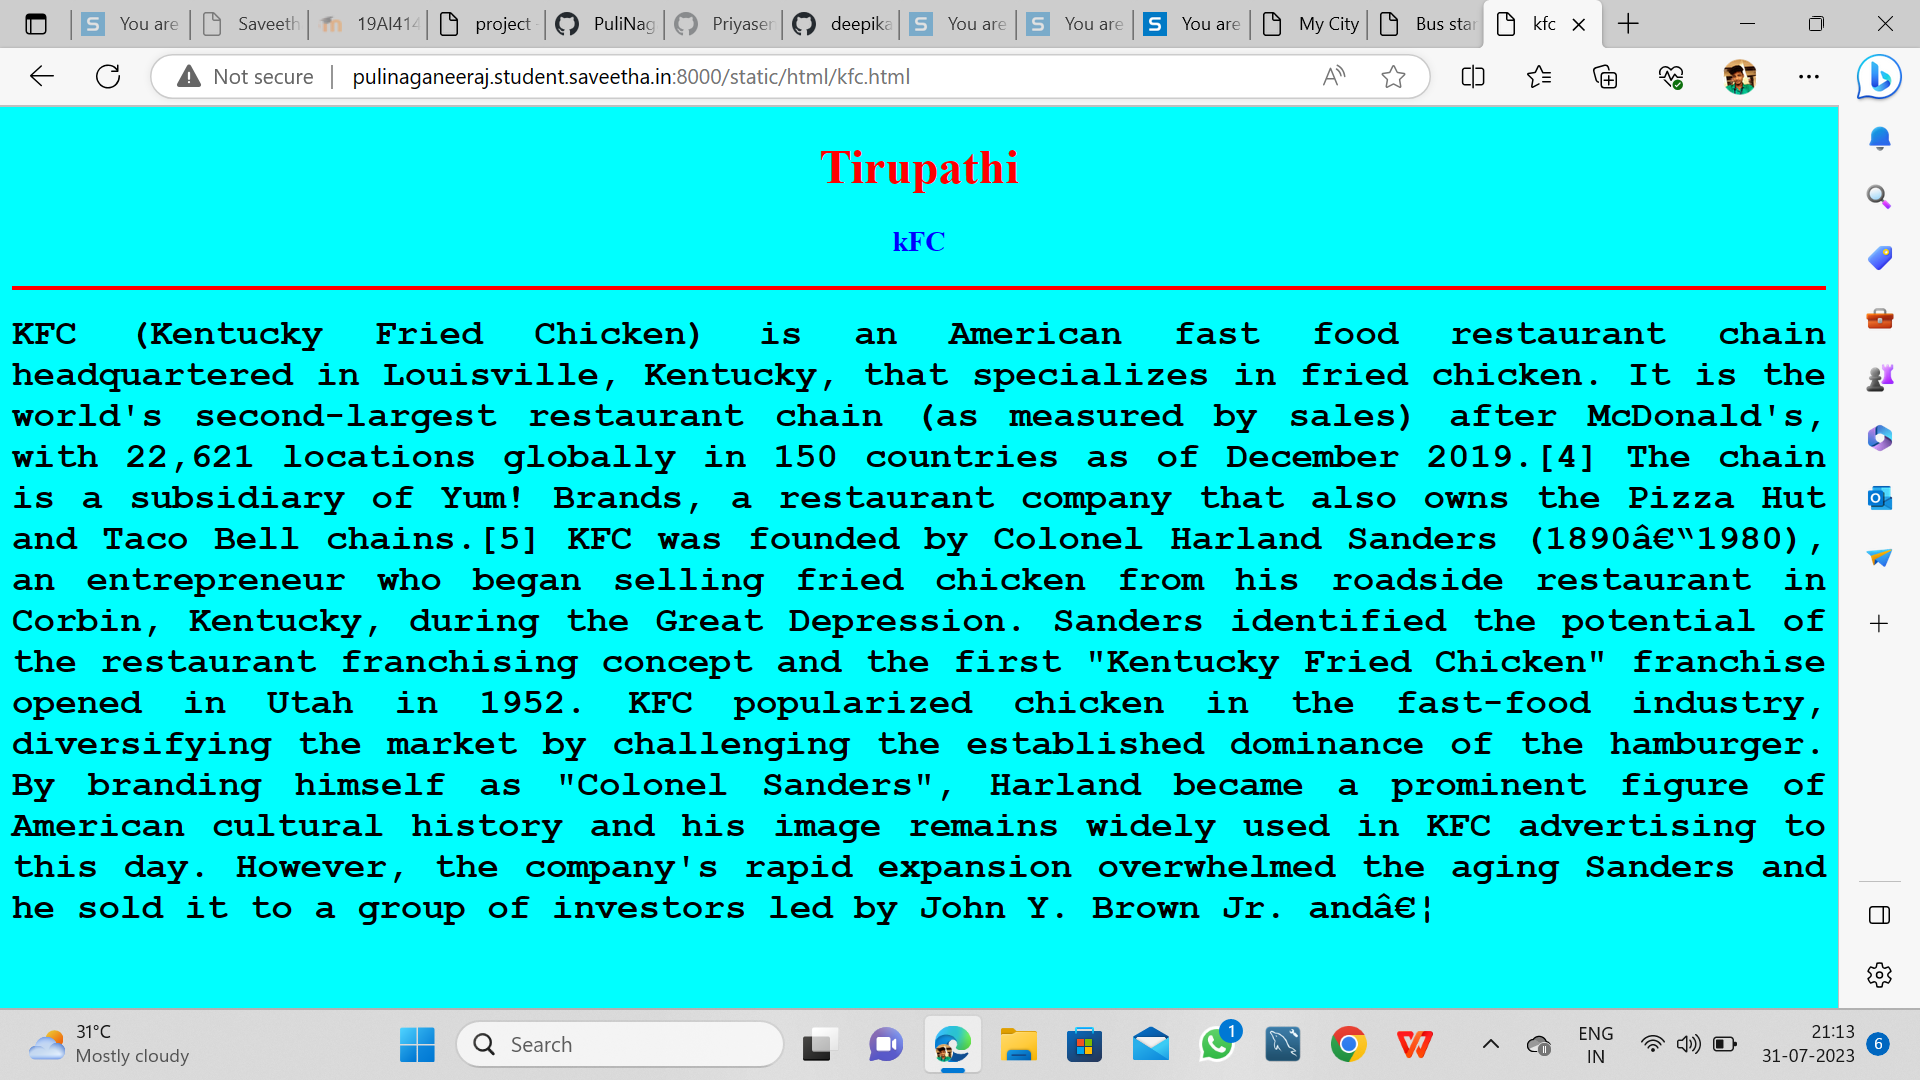 You are
Saveeth
19AI414
project
PuliNag
Priyaser
deepika
You are
You are
You are
My City
Bus star
kfc
Not secure
pulinaganeeraj.student.saveetha.in:8000/static/html/kfc.html
Tirupathi
kFC
KFC (Kentucky Fried Chicken) is an American fast food restaurant chain
headquartered in Louisville, Kentucky, that specializes in fried chicken. It is the
world's second-largest restaurant chain (as measured by sales) after McDonald's,
with 22,621 locations globally in 150 countries as of December 2019.[4] The chain
is a subsidiary of Yum! Brands, a restaurant company that also owns the Pizza Hut
and Taco Bell chains.[5] KFC was founded by Colonel Harland Sanders (1890â€“1980),
an entrepreneur who began selling fried chicken from his roadside restaurant in
Corbin, Kentucky, during the Great Depression. Sanders identified the potential of
the restaurant franchising concept and the first "Kentucky Fried Chicken" franchise
opened in Utah in 1952. KFC popularized chicken in the fast-food industry,
diversifying the market by challenging the established dominance of the hamburger.
By branding himself as "Colonel Sanders", Harland became a prominent figure of
American cultural history and his image remains widely used in KFC advertising to
this day. However, the company's rapid expansion overwhelmed the aging Sanders and
he sold it to a group of investors led by John Y. Brown Jr. andâ€¦
31°C
Mostly cloudy
Search
1
ENG
IN
21:13
31-07-2023
6